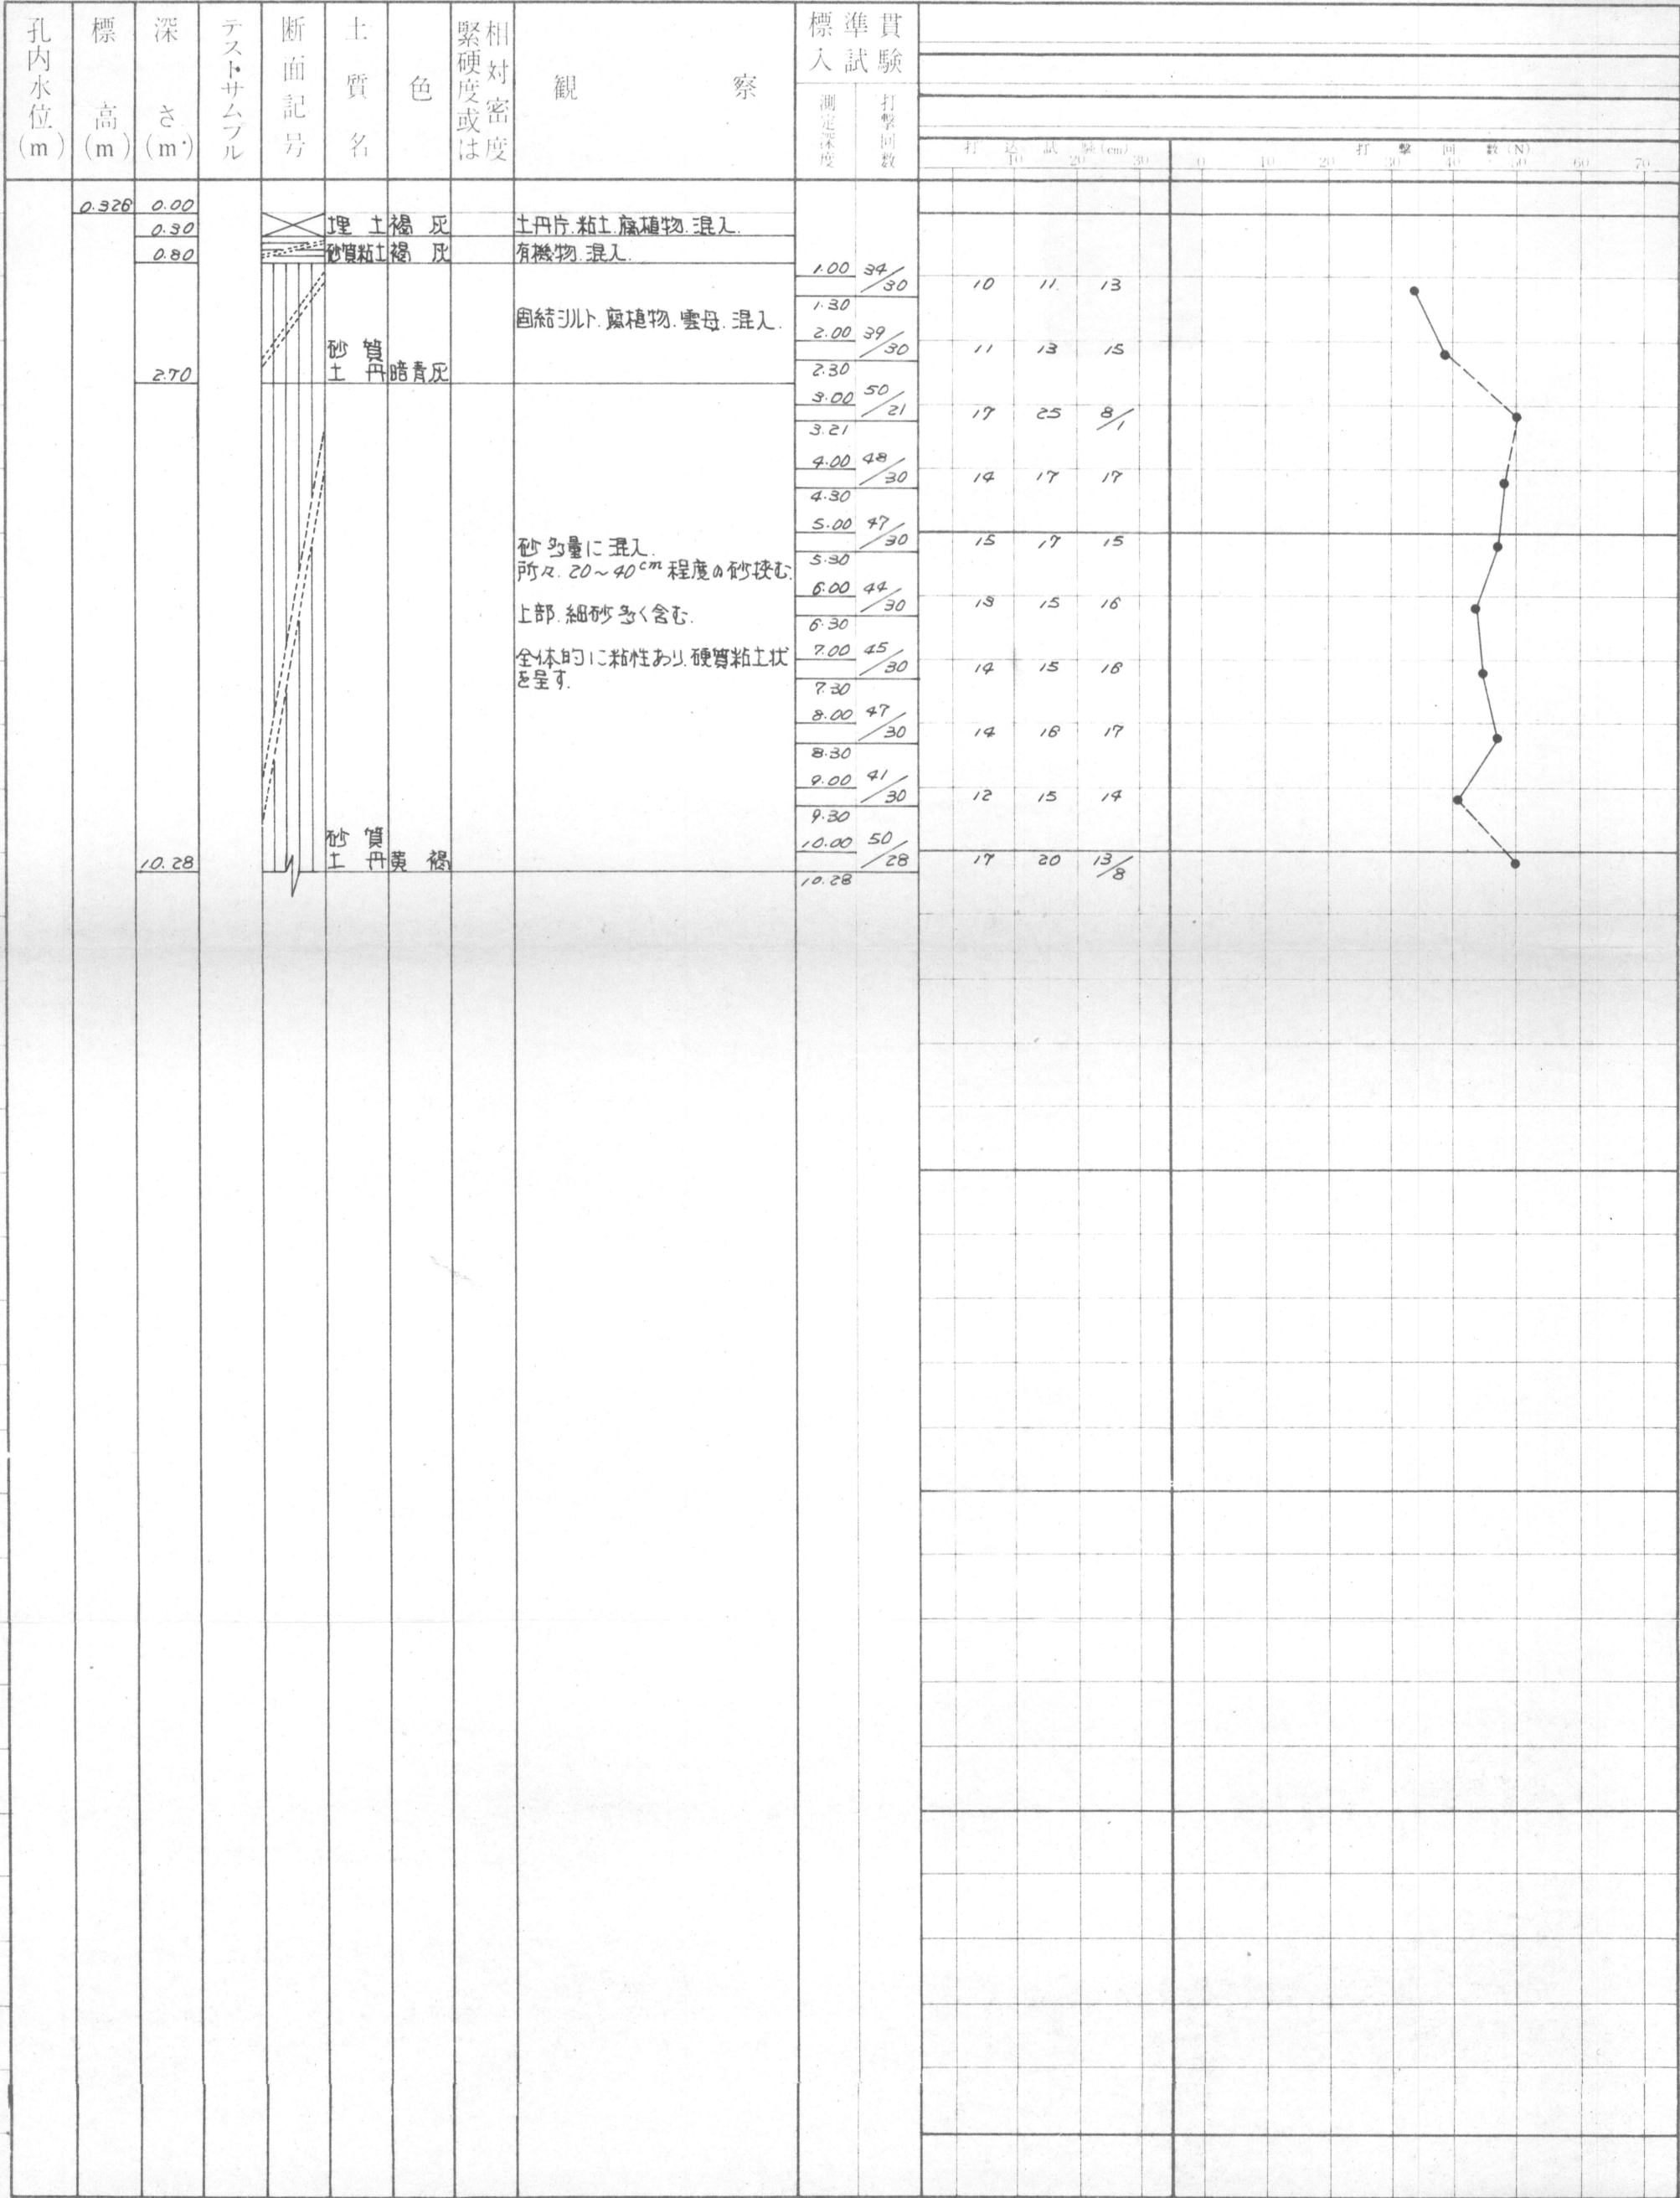 孔内水位(m)
標高(m)
深さ(m)
テストサムプル
断面記号
土質名
色
相対密度
緊硬度或は
観察
標準貫
入試験
測定深度
打撃回数
打込試験(cm)
10 20 30
打撃回数(N)
0 10 20 30 40 50 60 70
0.326 0.00
0.30 埋土 褐灰 土丹片.粘土.腐植物.混入.
0.80 砂質粘土 褐灰 有機物.混入.
1.00 34/30 10 11 13
1.30
固結シルト.腐植物.雲母.混入.
2.00 39/30 11 13 15
2.30
砂質
2.70 土丹 暗青灰
3.00 50/21 17 25 8/1
3.21
4.00 48/30 14 17 17
4.30
5.00 47/30 15 17 15
5.30
砂多量に混入.
所々.20~40cm程度の砂挟む.
6.00 44/30 13 15 16
6.30
上部.細砂多く含む.
全体的に粘性あり.硬質粘土状
を呈す.
7.00 45/30 14 15 16
7.30
8.00 47/30 14 16 17
8.30
9.00 41/30 12 15 14
9.30
砂質
10.00 50/28 17 20 13/8
10.28 土丹 黄褐
10.28